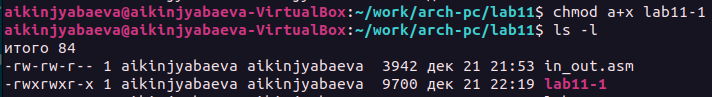 aikinjyabaeva@aikinjyabaeva-VirtualBox:~/work/arch-pc/lab11$ chmod a+x lab11-1
aikinjyabaeva@aikinjyabaeva-VirtualBox:~/work/arch-pc/lab11$ ls -l
итого 84
-rw-rw-r-- 1 aikinjyabaeva aikinjyabaeva 3942 дек 21 21:53 in_out.asm
-rwxrwxr-x 1 aikinjyabaeva aikinjyabaeva 9700 дек 21 22:19 lab11-1